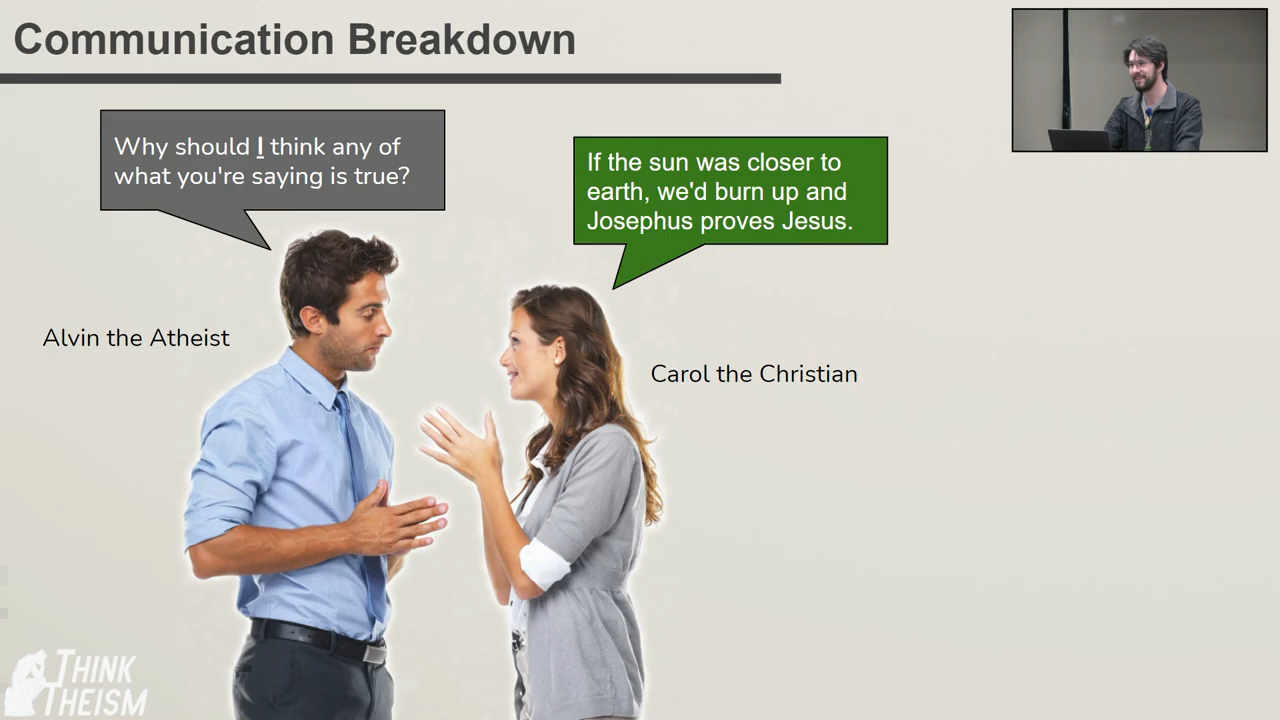 Communication Breakdown
Why should I think any of
what you're saying is true?
If the sun was closer to
earth, we'd burn up and
Josephus proves Jesus.
Alvin the Atheist
Carol the Christian
THINK
THEISM